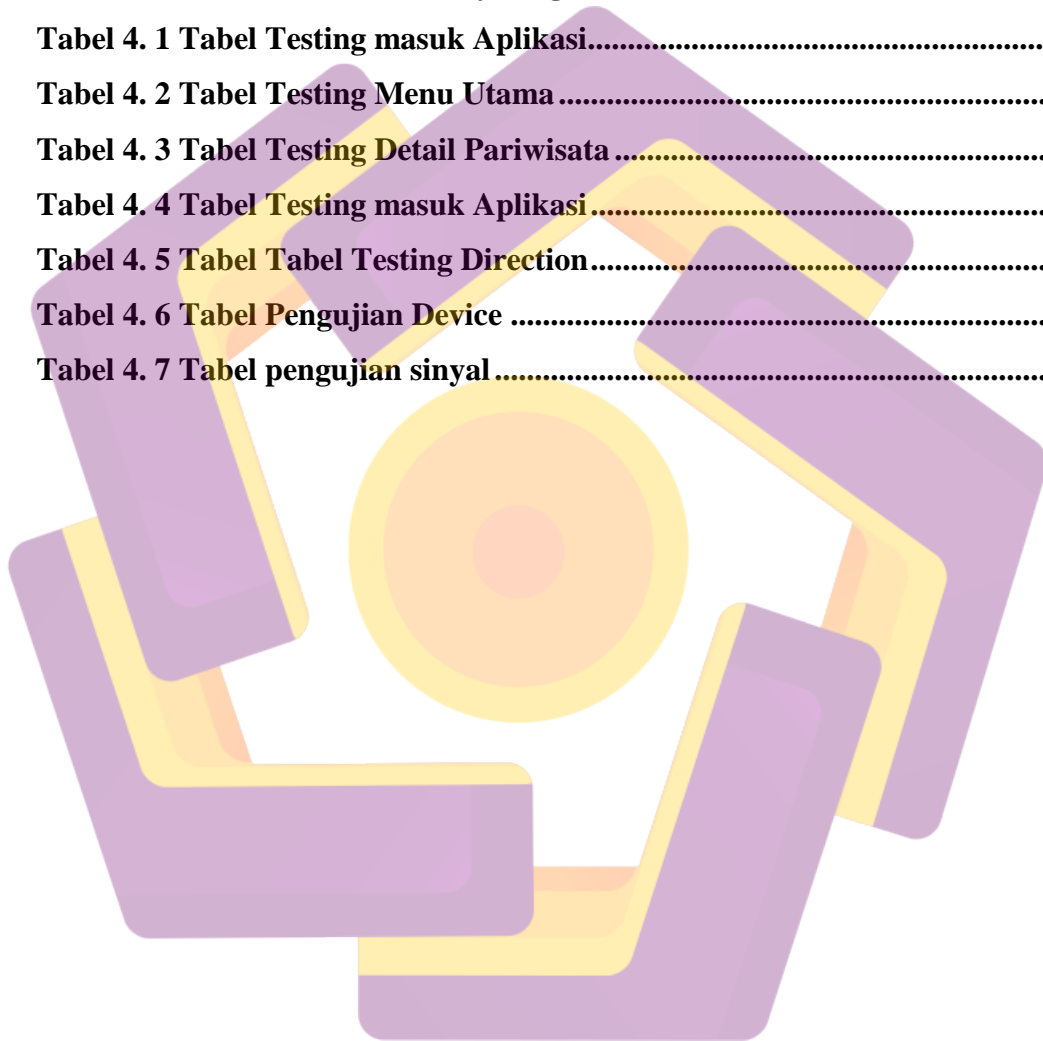 Tabel 4. 1 Tabel Testing masuk Aplikasi..........................................................
Tabel 4. 2 Tabel Testing Menu Utama.............................................................
Tabel 4. 3 Tabel Testing Detail Pariwisata......................................................
Tabel 4. 4 Tabel Testing masuk Aplikasi.........................................................
Tabel 4. 5 Tabel Tabel Testing Direction.........................................................
Tabel 4. 6 Tabel Pengujian Device...................................................................
Tabel 4. 7 Tabel pengujian sinyal.....................................................................